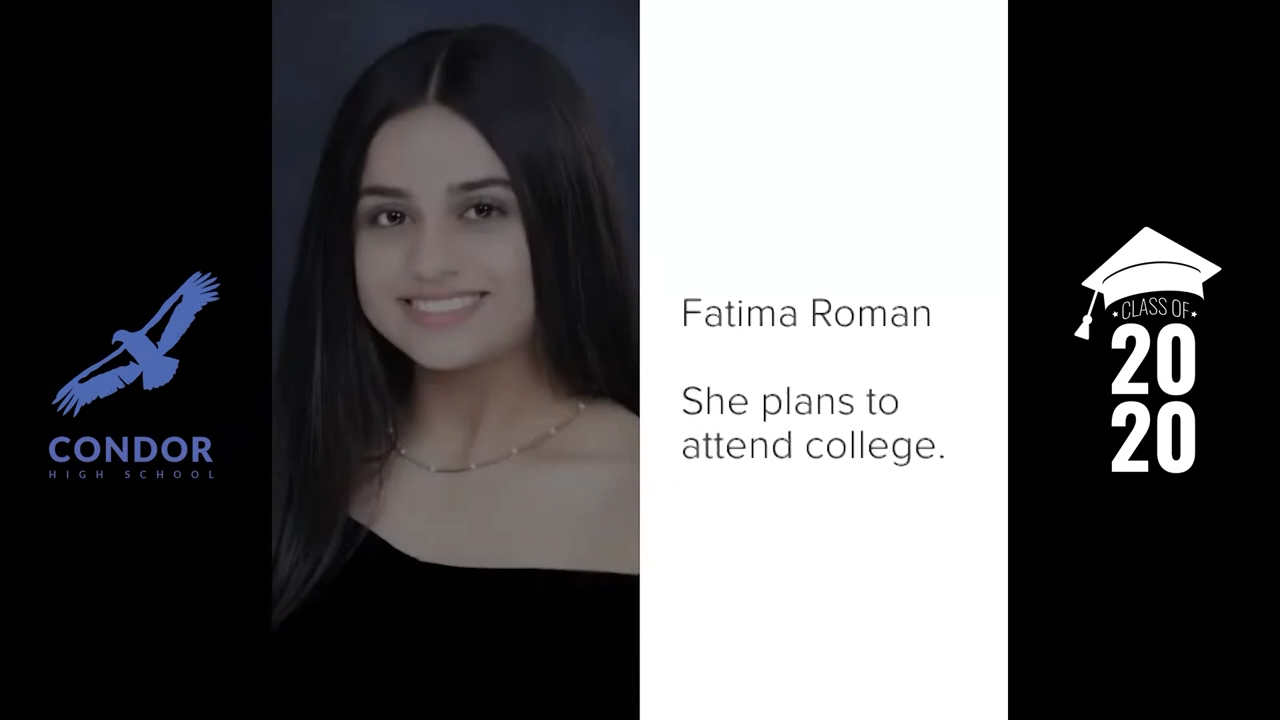 CONDOR
HIGH SCHOOL
Fatima Roman
She plans to
attend college.
CLASS OF
20
20